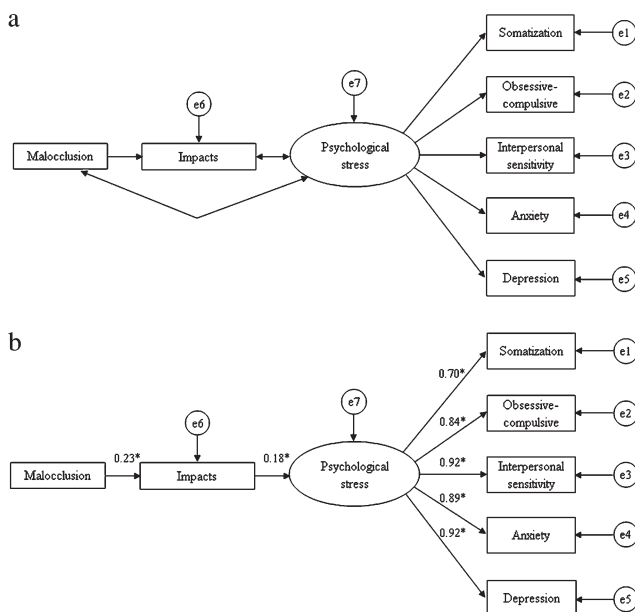 a
Somatization
e1
e7
Obsessive-
compulsive
e2
e6
Malocclusion
Impacts
Psychological
stress
Interpersonal
sensitivity
e3
Anxiety
e4
Depression
e5
b
Somatization
e1
0.70*
e7
Obsessive-
compulsive
e2
e6
0.84*
Malocclusion
0.23*
Impacts
0.18*
Psychological
stress
0.92*
Interpersonal
sensitivity
e3
0.89*
Anxiety
e4
0.92*
Depression
e5